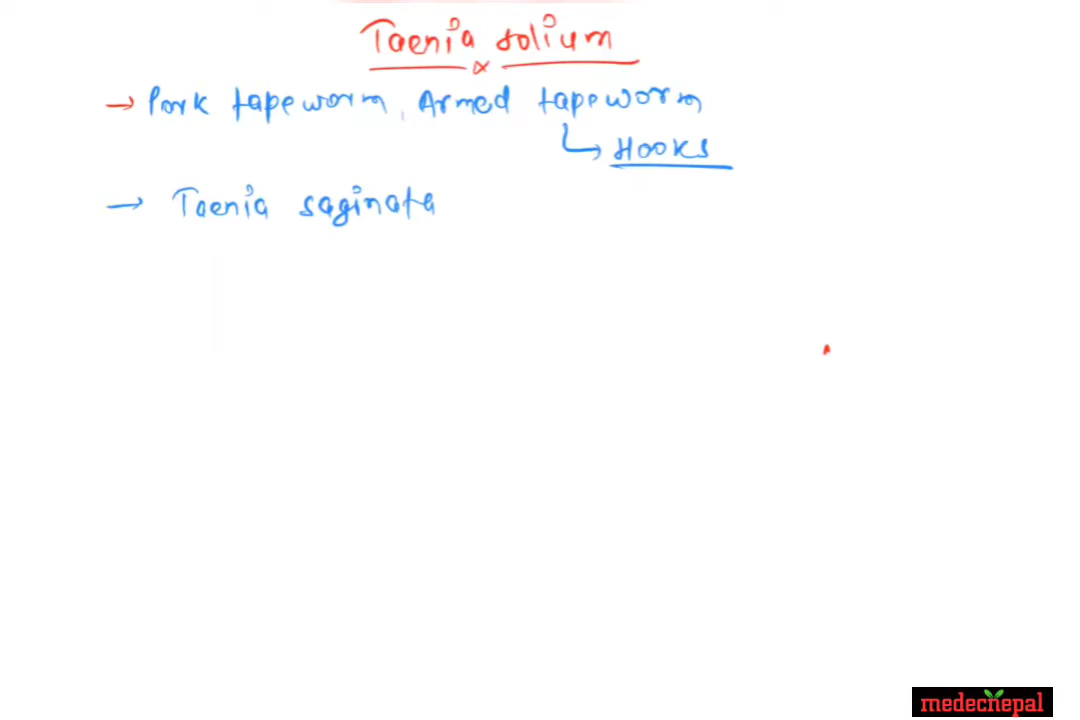 Taenia solium
→ Pork tapeworm, Armed tapeworm
↳ Hooks
→ Taenia saginata
medecnepal